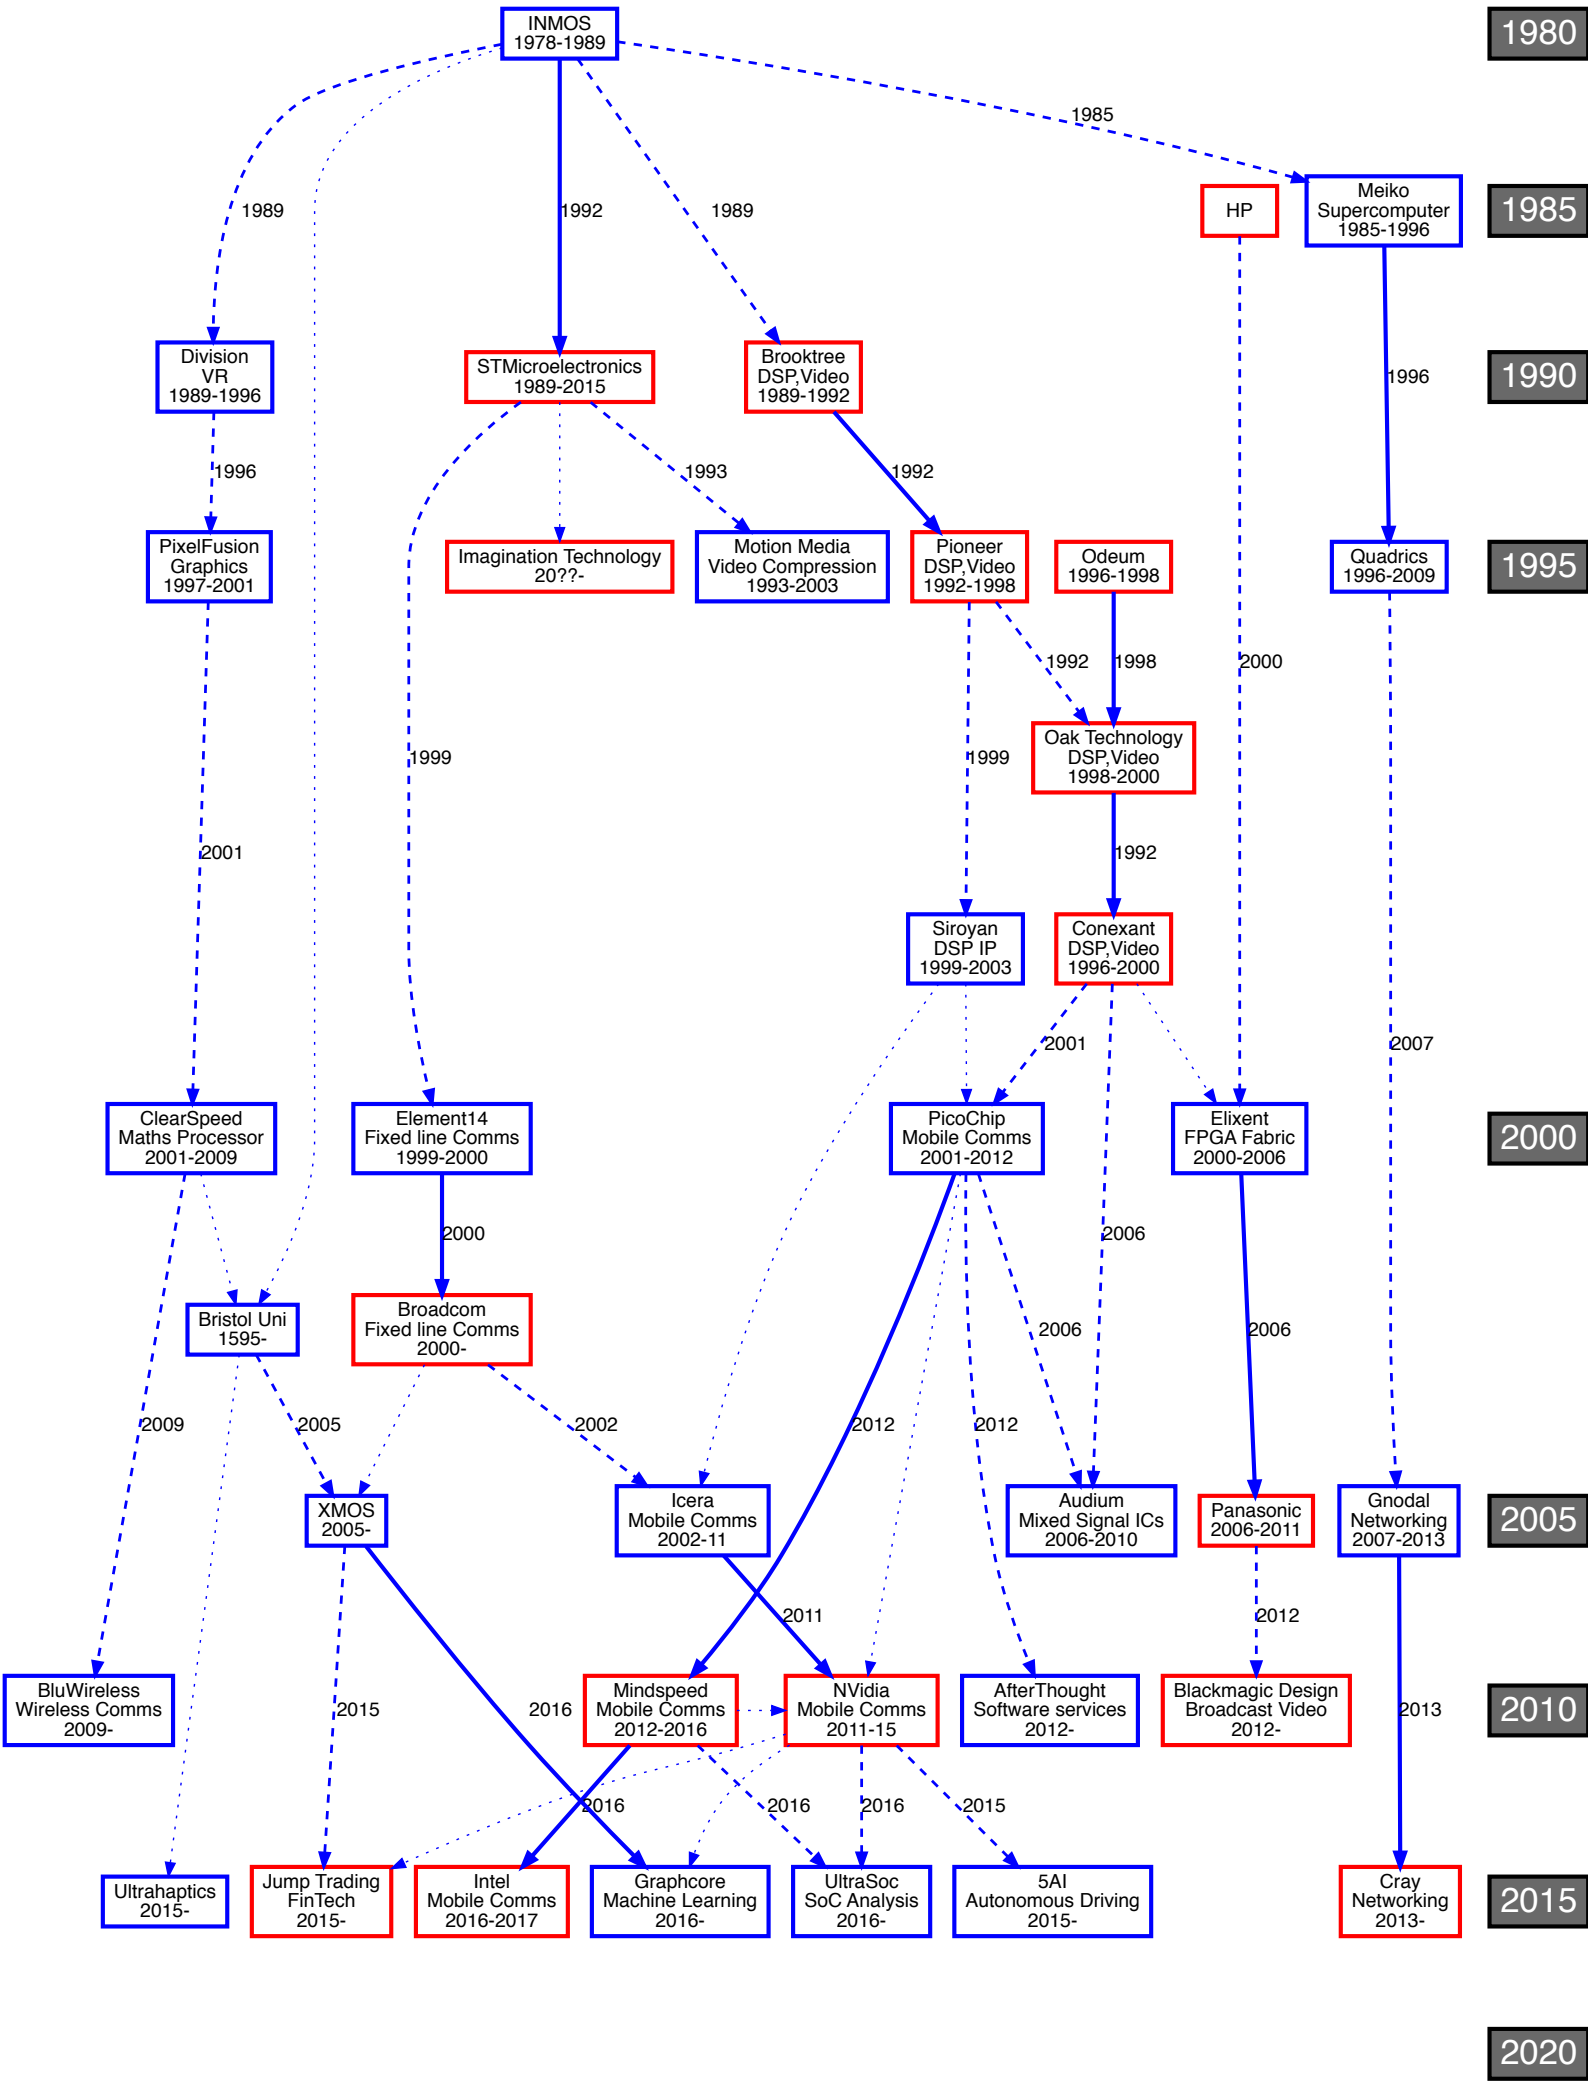 INMOS
1978-1989
1980
1985
1989
1992
1989
HP
Meiko
Supercomputer
1985-1996
1985
Division
VR
1989-1996
STMicroelectronics
1989-2015
Brooktree
DSP,Video
1989-1992
1996
1990
1996
1993
1992
PixelFusion
Graphics
1997-2001
Imagination Technology
20??-
Motion Media
Video Compression
1993-2003
Pioneer
DSP,Video
1992-1998
Odeum
1996-1998
Quadrics
1996-2009
1995
1992
1998
2000
1999
1999
Oak Technology
DSP,Video
1998-2000
2001
1992
Siroyan
DSP IP
1999-2003
Conexant
DSP,Video
1996-2000
2001
2007
ClearSpeed
Maths Processor
2001-2009
Element14
Fixed line Comms
1999-2000
PicoChip
Mobile Comms
2001-2012
Elixent
FPGA Fabric
2000-2006
2000
2000
2006
Bristol Uni
1595-
Broadcom
Fixed line Comms
2000-
2006
2006
2009
2005
2002
2012
2012
XMOS
2005-
Icera
Mobile Comms
2002-11
Audium
Mixed Signal ICs
2006-2010
Panasonic
2006-2011
Gnodal
Networking
2007-2013
2005
2011
2012
BluWireless
Wireless Comms
2009-
2015
2016
Mindspeed
Mobile Comms
2012-2016
NVidia
Mobile Comms
2011-15
AfterThought
Software services
2012-
Blackmagic Design
Broadcast Video
2012-
2013
2010
2016
2016
2016
2015
Ultrahaptics
2015-
Jump Trading
FinTech
2015-
Intel
Mobile Comms
2016-2017
Graphcore
Machine Learning
2016-
UltraSoc
SoC Analysis
2016-
5AI
Autonomous Driving
2015-
Cray
Networking
2013-
2015
2020